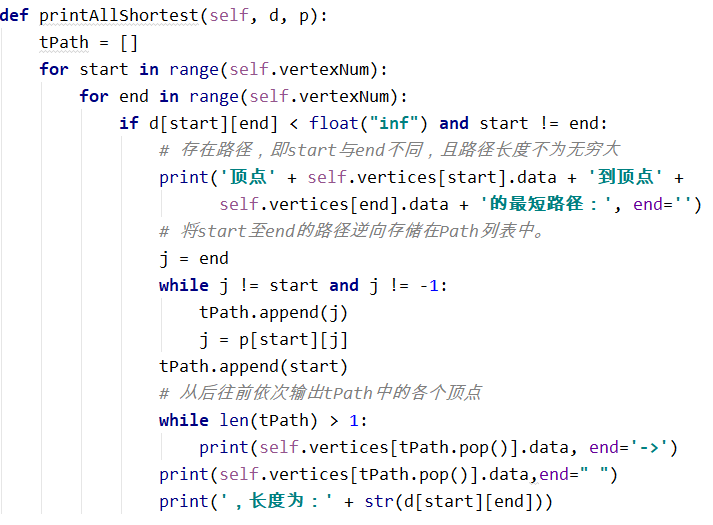 def printAllShortest(self, d, p):
    tPath = []
    for start in range(self.vertexNum):
        for end in range(self.vertexNum):
            if d[start][end] < float("inf") and start != end:
                # 存在路径，即start与end不同，且路径长度不为无穷大
                print('顶点' + self.vertices[start].data + '到顶点' +
                      self.vertices[end].data + '的最短路径：', end='')
                # 将start至end的路径逆向存储在Path列表中。
                j = end
                while j != start and j != -1:
                    tPath.append(j)
                    j = p[start][j]
                tPath.append(start)
                # 从后往前依次输出tPath中的各个顶点
                while len(tPath) > 1:
                    print(self.vertices[tPath.pop()].data, end='->')
                print(self.vertices[tPath.pop()].data,end=" ")
                print('，长度为：' + str(d[start][end]))